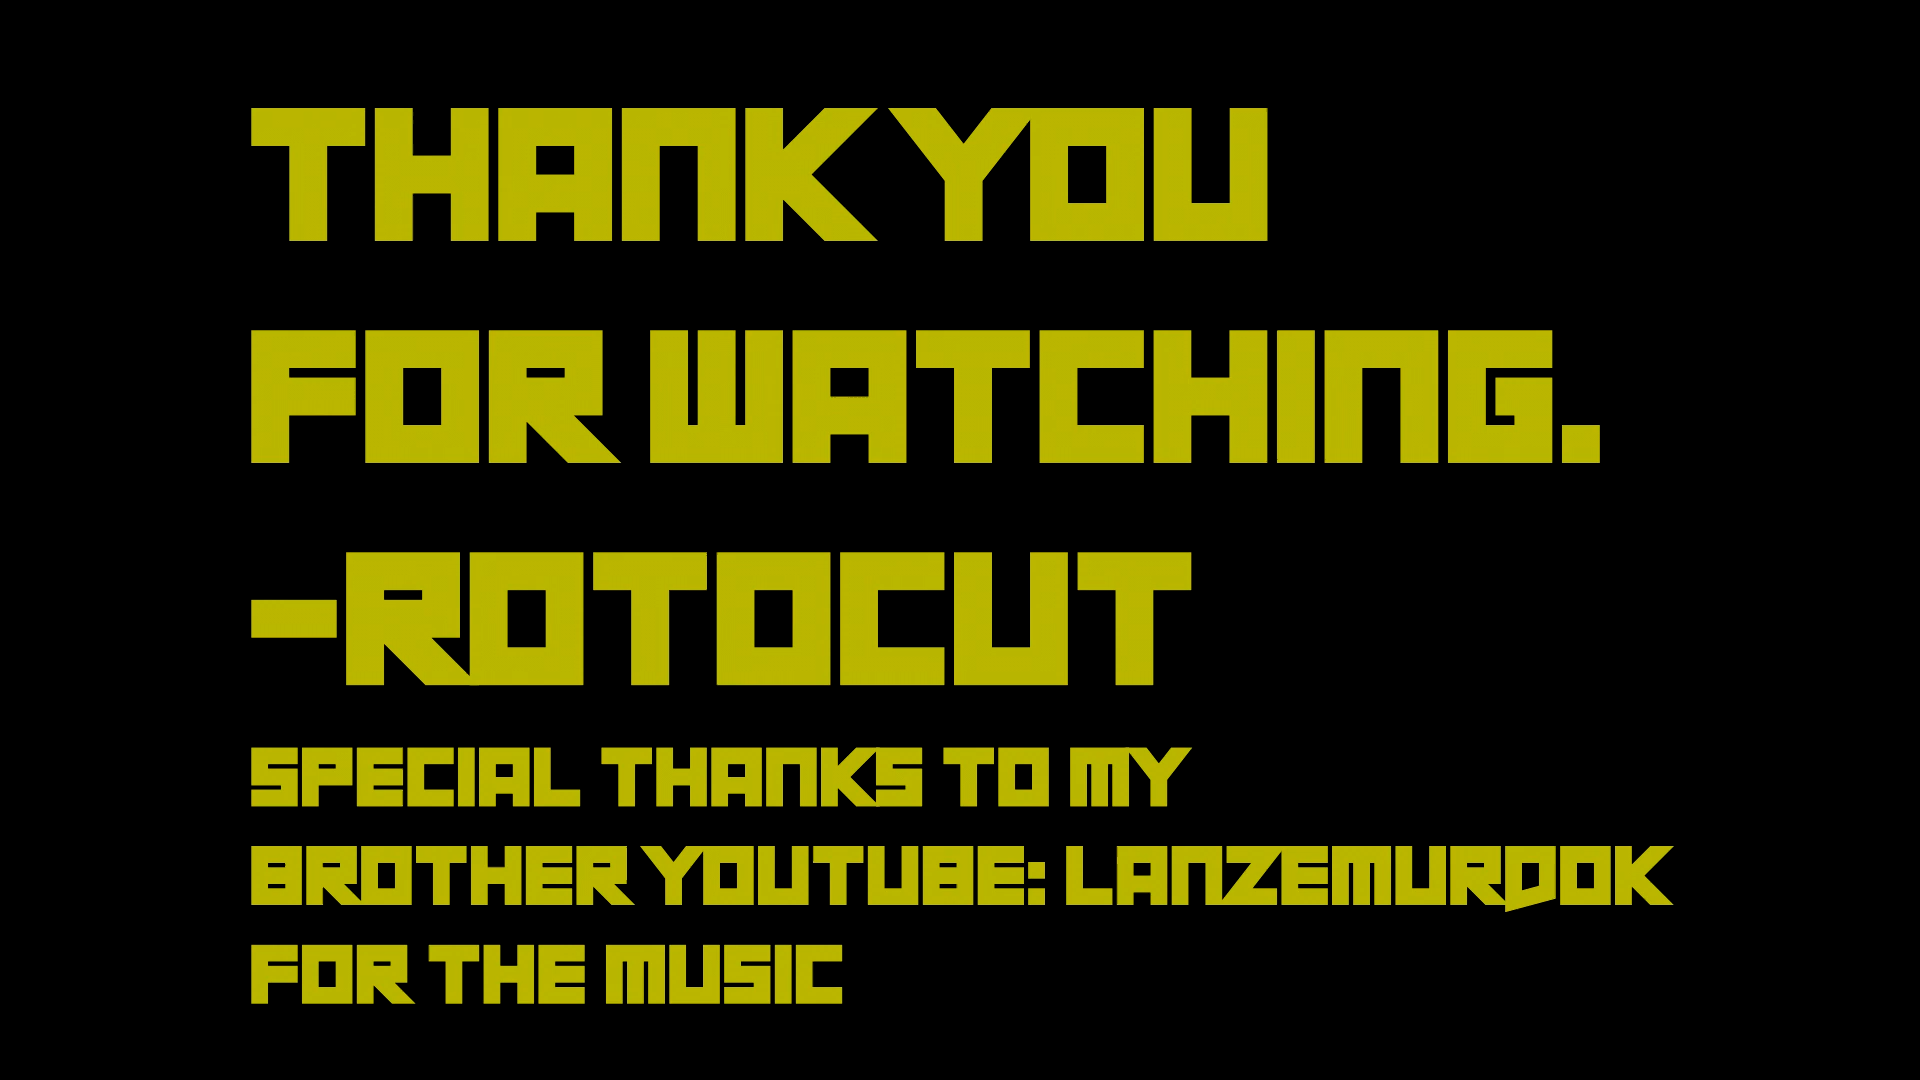 THANK YOU
FOR WATCHING.
-ROTOCUT
SPECIAL THANKS TO MY
BROTHER YOUTUBE: LANZEMURDOK
FOR THE MUSIC